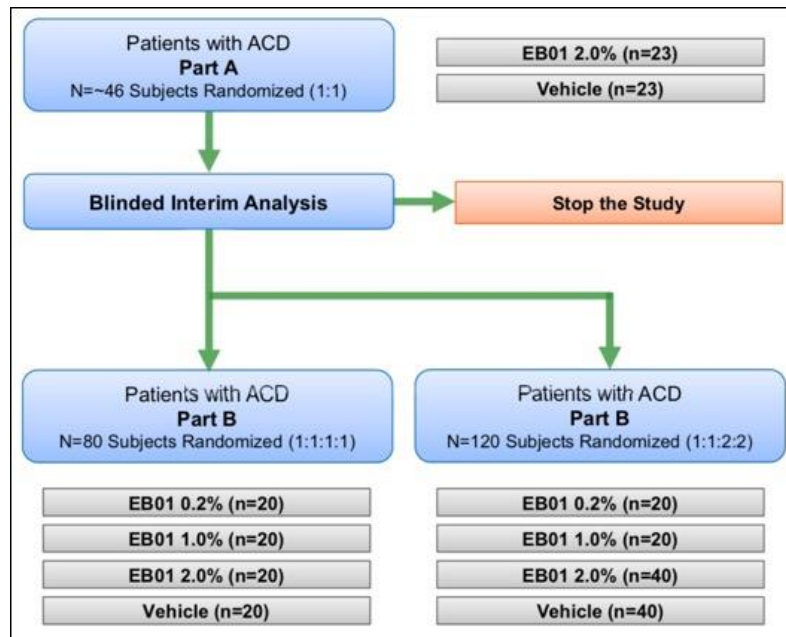 Patients with ACD
Part A
N=~46 Subjects Randomized (1:1)
EB01 2.0% (n=23)
Vehicle (n=23)
Blinded Interim Analysis
Stop the Study
Patients with ACD
Part B
N=80 Subjects Randomized (1:1:1:1)
EB01 0.2% (n=20)
EB01 1.0% (n=20)
EB01 2.0% (n=20)
Vehicle (n=20)
Patients with ACD
Part B
N=120 Subjects Randomized (1:1:2:2)
EB01 0.2% (n=20)
EB01 1.0% (n=20)
EB01 2.0% (n=40)
Vehicle (n=40)